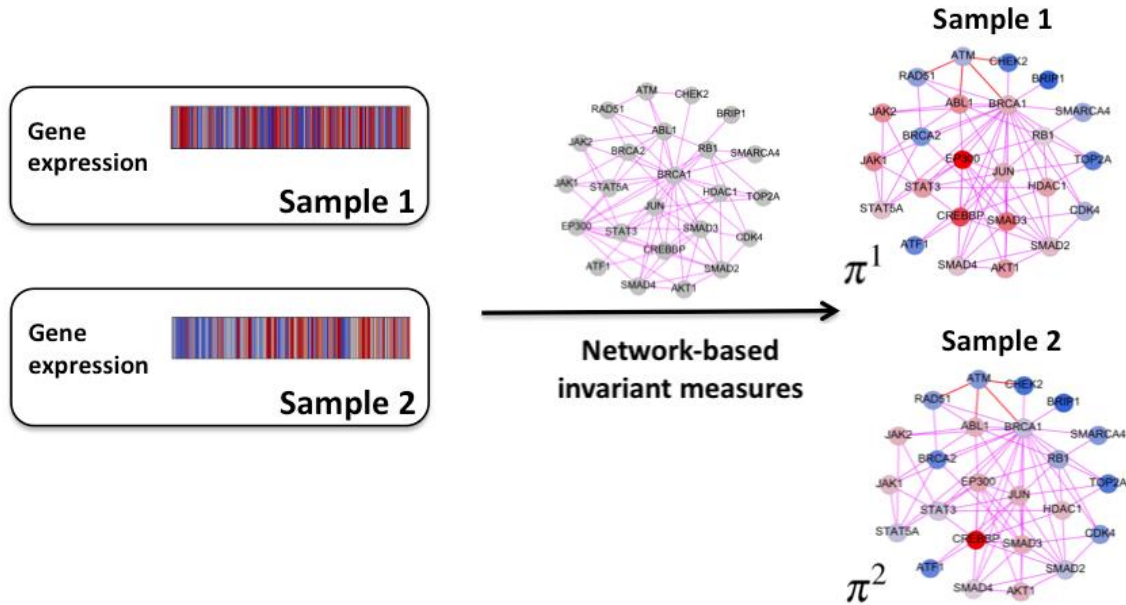 Gene
expression
Sample 1
Gene
expression
Sample 2
ATM
CHEK2
RAD51
BRIP1
ABL1
JAK2
BRCA2
RB1
SMARCA4
BRCA1
JAK1
STAT5A
HDAC1
TOP2A
JUN
EP300
STAT3
SMAD3
CDK4
CREBBP
ATF1
SMAD2
SMAD4
AKT1
Network-based
invariant measures
Sample 1
ATM
CHEK2
RAD51
BRIP1
ABL1
BRCA1
JAK2
SMARCA4
BRCA2
RB1
JAK1
EP300
TOP2A
JUN
STAT3
HDAC1
STAT5A
CREBBP
SMAD3
CDK4
ATF1
SMAD2
SMAD4
AKT1
π¹
Sample 2
ATM
CHEK2
RAD51
BRIP1
ABL1
BRCA1
JAK2
SMARCA4
BRCA2
RB1
JAK1
EP300
TOP2A
JUN
STAT3
HDAC1
STAT5A
CREBBP
SMAD3
CDK4
ATF1
SMAD2
SMAD4
AKT1
π²